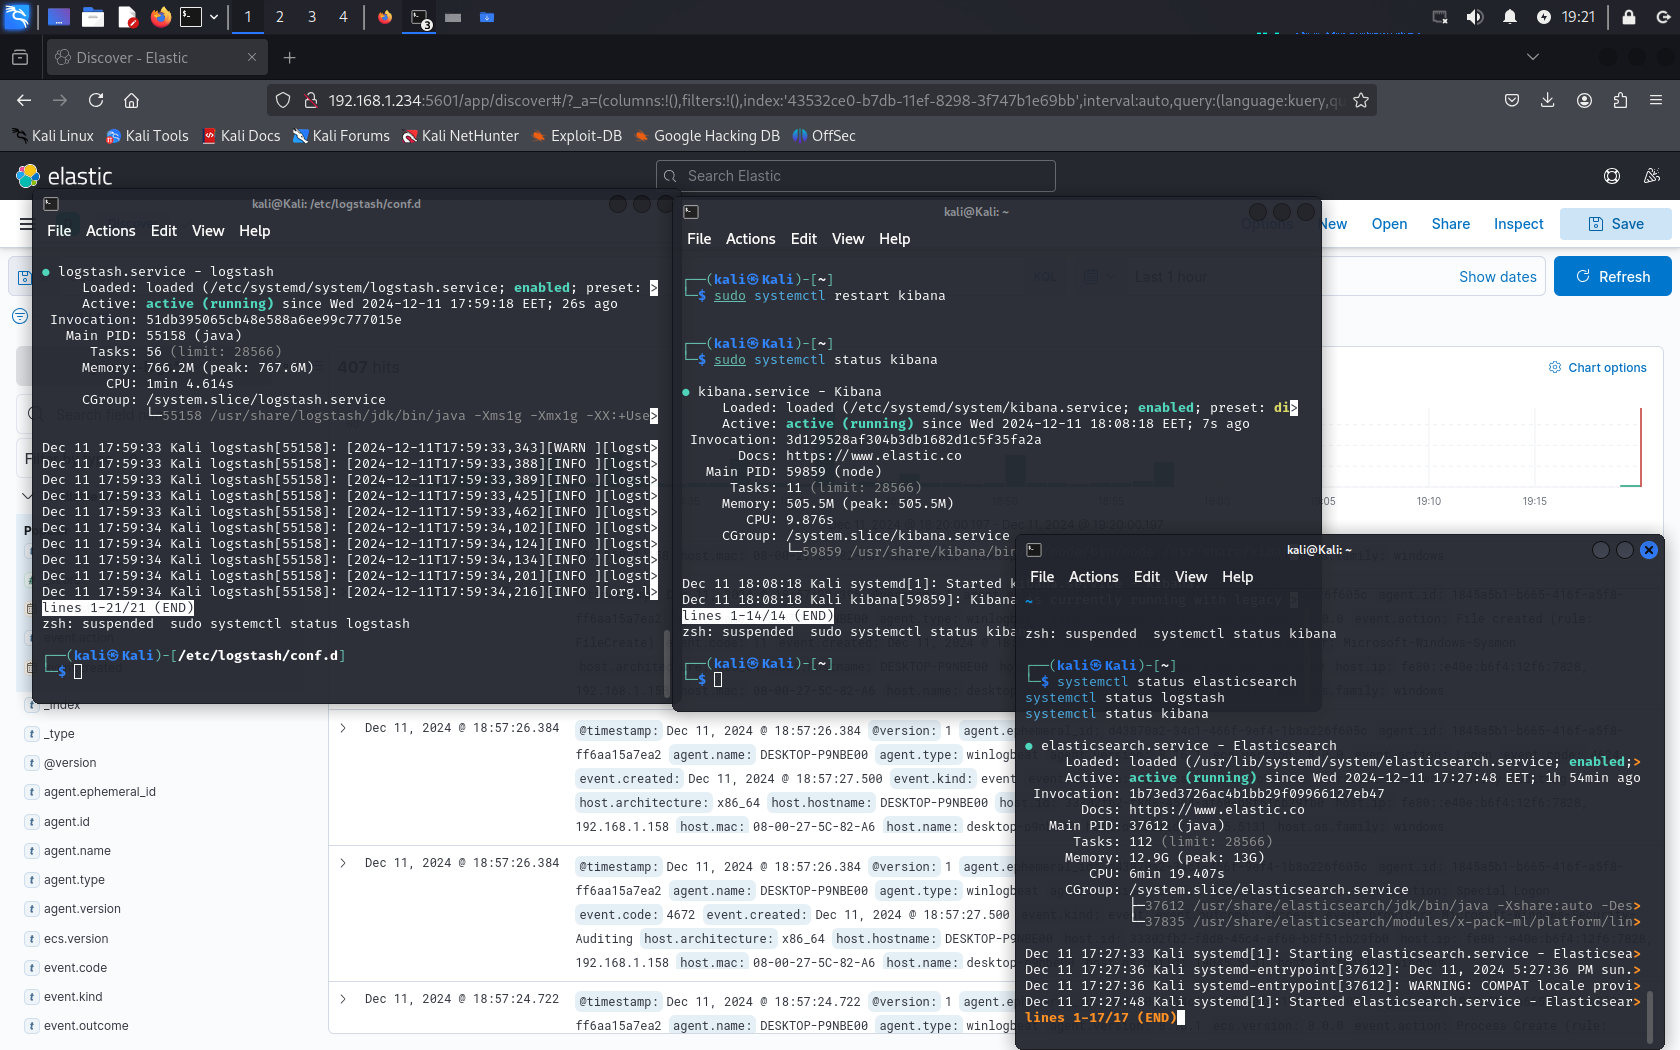 1 2 3 4
3
19:21
Discover - Elastic
192.168.1.234:5601/app/discover#/?_a=(columns:!(),filters:!(),index:'43532ce0-b7db-11ef-8298-3f747b1e69bb',interval:auto,query:(language:kuery,qu
Kali Linux Kali Tools Kali Docs Kali Forums Kali NetHunter Exploit-DB Google Hacking DB OffSec
elastic
Search Elastic
Options New Open Share Inspect Save
Last 1 hour
Show dates
Refresh
407 hits
Chart options
19:10 19:15
kali@Kali: /etc/logstash/conf.d
File Actions Edit View Help
● logstash.service - logstash
Loaded: loaded (/etc/systemd/system/logstash.service; enabled; preset: >
Active: active (running) since Wed 2024-12-11 17:59:18 EET; 26s ago
Invocation: 51db395065cb48e588a6ee99c777015e
Main PID: 55158 (java)
Tasks: 56 (limit: 28566)
Memory: 766.2M (peak: 767.6M)
CPU: 1min 4.614s
CGroup: /system.slice/logstash.service
└─55158 /usr/share/logstash/jdk/bin/java -Xms1g -Xmx1g -XX:+Use>
Dec 11 17:59:33 Kali logstash[55158]: [2024-12-11T17:59:33,343][WARN ][logst>
Dec 11 17:59:33 Kali logstash[55158]: [2024-12-11T17:59:33,388][INFO ][logst>
Dec 11 17:59:33 Kali logstash[55158]: [2024-12-11T17:59:33,389][INFO ][logst>
Dec 11 17:59:33 Kali logstash[55158]: [2024-12-11T17:59:33,425][INFO ][logst>
Dec 11 17:59:33 Kali logstash[55158]: [2024-12-11T17:59:33,462][INFO ][logst>
Dec 11 17:59:34 Kali logstash[55158]: [2024-12-11T17:59:34,102][INFO ][logst>
Dec 11 17:59:34 Kali logstash[55158]: [2024-12-11T17:59:34,124][INFO ][logst>
Dec 11 17:59:34 Kali logstash[55158]: [2024-12-11T17:59:34,134][INFO ][logst>
Dec 11 17:59:34 Kali logstash[55158]: [2024-12-11T17:59:34,201][INFO ][logst>
Dec 11 17:59:34 Kali logstash[55158]: [2024-12-11T17:59:34,216][INFO ][org.l>
lines 1-21/21 (END)
zsh: suspended  sudo systemctl status logstash
┌──(kali㉿Kali)-[/etc/logstash/conf.d]
└─$
kali@Kali: ~
File Actions Edit View Help
┌──(kali㉿Kali)-[~]
└─$ sudo systemctl restart kibana
┌──(kali㉿Kali)-[~]
└─$ sudo systemctl status kibana
● kibana.service - Kibana
Loaded: loaded (/etc/systemd/system/kibana.service; enabled; preset: di>
Active: active (running) since Wed 2024-12-11 18:08:18 EET; 7s ago
Invocation: 3d129528af304b3db1682d1c5f35fa2a
Docs: https://www.elastic.co
Main PID: 59859 (node)
Tasks: 11 (limit: 28566)
Memory: 505.5M (peak: 505.5M)
CPU: 9.876s
CGroup: /system.slice/kibana.service
└─59859 /usr/share/kibana/bin
Dec 11 18:08:18 Kali systemd[1]: Started k
Dec 11 18:08:18 Kali kibana[59859]: Kibana
lines 1-14/14 (END)
zsh: suspended  sudo systemctl status kiba
┌──(kali㉿Kali)-[~]
└─$
kali@Kali: ~
File Actions Edit View Help
~
zsh: suspended  systemctl status kibana
┌──(kali㉿Kali)-[~]
└─$ systemctl status elasticsearch
systemctl status logstash
systemctl status kibana
● elasticsearch.service - Elasticsearch
Loaded: loaded (/usr/lib/systemd/system/elasticsearch.service; enabled;>
Active: active (running) since Wed 2024-12-11 17:27:48 EET; 1h 54min ago
Invocation: 1b73ed3726ac4b1bb29f09966127eb47
Docs: https://www.elastic.co
Main PID: 37612 (java)
Tasks: 112 (limit: 28566)
Memory: 12.9G (peak: 13G)
CPU: 6min 19.407s
CGroup: /system.slice/elasticsearch.service
├─37612 /usr/share/elasticsearch/jdk/bin/java -Xshare:auto -Des>
└─37835 /usr/share/elasticsearch/modules/x-pack-ml/platform/lin>
Dec 11 17:27:33 Kali systemd[1]: Starting elasticsearch.service - Elasticsea>
Dec 11 17:27:36 Kali systemd-entrypoint[37612]: Dec 11, 2024 5:27:36 PM sun.>
Dec 11 17:27:36 Kali systemd-entrypoint[37612]: WARNING: COMPAT locale provi>
Dec 11 17:27:48 Kali systemd[1]: Started elasticsearch.service - Elasticsear>
lines 1-17/17 (END)
_index
_type
@version
agent.ephemeral_id
agent.id
agent.name
agent.type
agent.version
ecs.version
event.code
event.kind
event.outcome
Dec 11, 2024 @ 18:57:26.384 @timestamp: Dec 11, 2024 @ 18:57:26.384 @version: 1 agent.
ff6aa15a7ea2 agent.name: DESKTOP-P9NBE00 agent.type: winlogbeat
event.created: Dec 11, 2024 @ 18:57:27.500 event.kind: event
host.architecture: x86_64 host.hostname: DESKTOP-P9NBE00
192.168.1.158 host.mac: 08-00-27-5C-82-A6 host.name: desktop
Dec 11, 2024 @ 18:57:26.384 @timestamp: Dec 11, 2024 @ 18:57:26.384 @version: 1 agent.
ff6aa15a7ea2 agent.name: DESKTOP-P9NBE00 agent.type: winlogbeat
event.code: 4672 event.created: Dec 11, 2024 @ 18:57:27.500
Auditing host.architecture: x86_64 host.hostname: DESKTOP-P9NBE00
192.168.1.158 host.mac: 08-00-27-5C-82-A6 host.name: desktop
Dec 11, 2024 @ 18:57:24.722 @timestamp: Dec 11, 2024 @ 18:57:24.722 @version: 1 agent.
ff6aa15a7ea2 agent.name: DESKTOP-P9NBE00 agent.type: winlogbeat